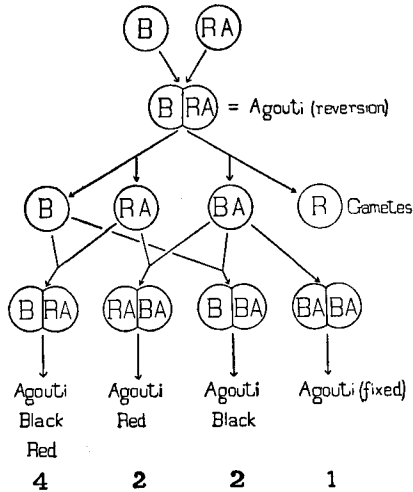 B RA
B RA = Agouti (reversion)
B RA BA R Gametes
B RA RA BA B BA BA BA
Agouti Agouti Agouti Agouti (fixed)
Black Red Black
Red
4 2 2 1